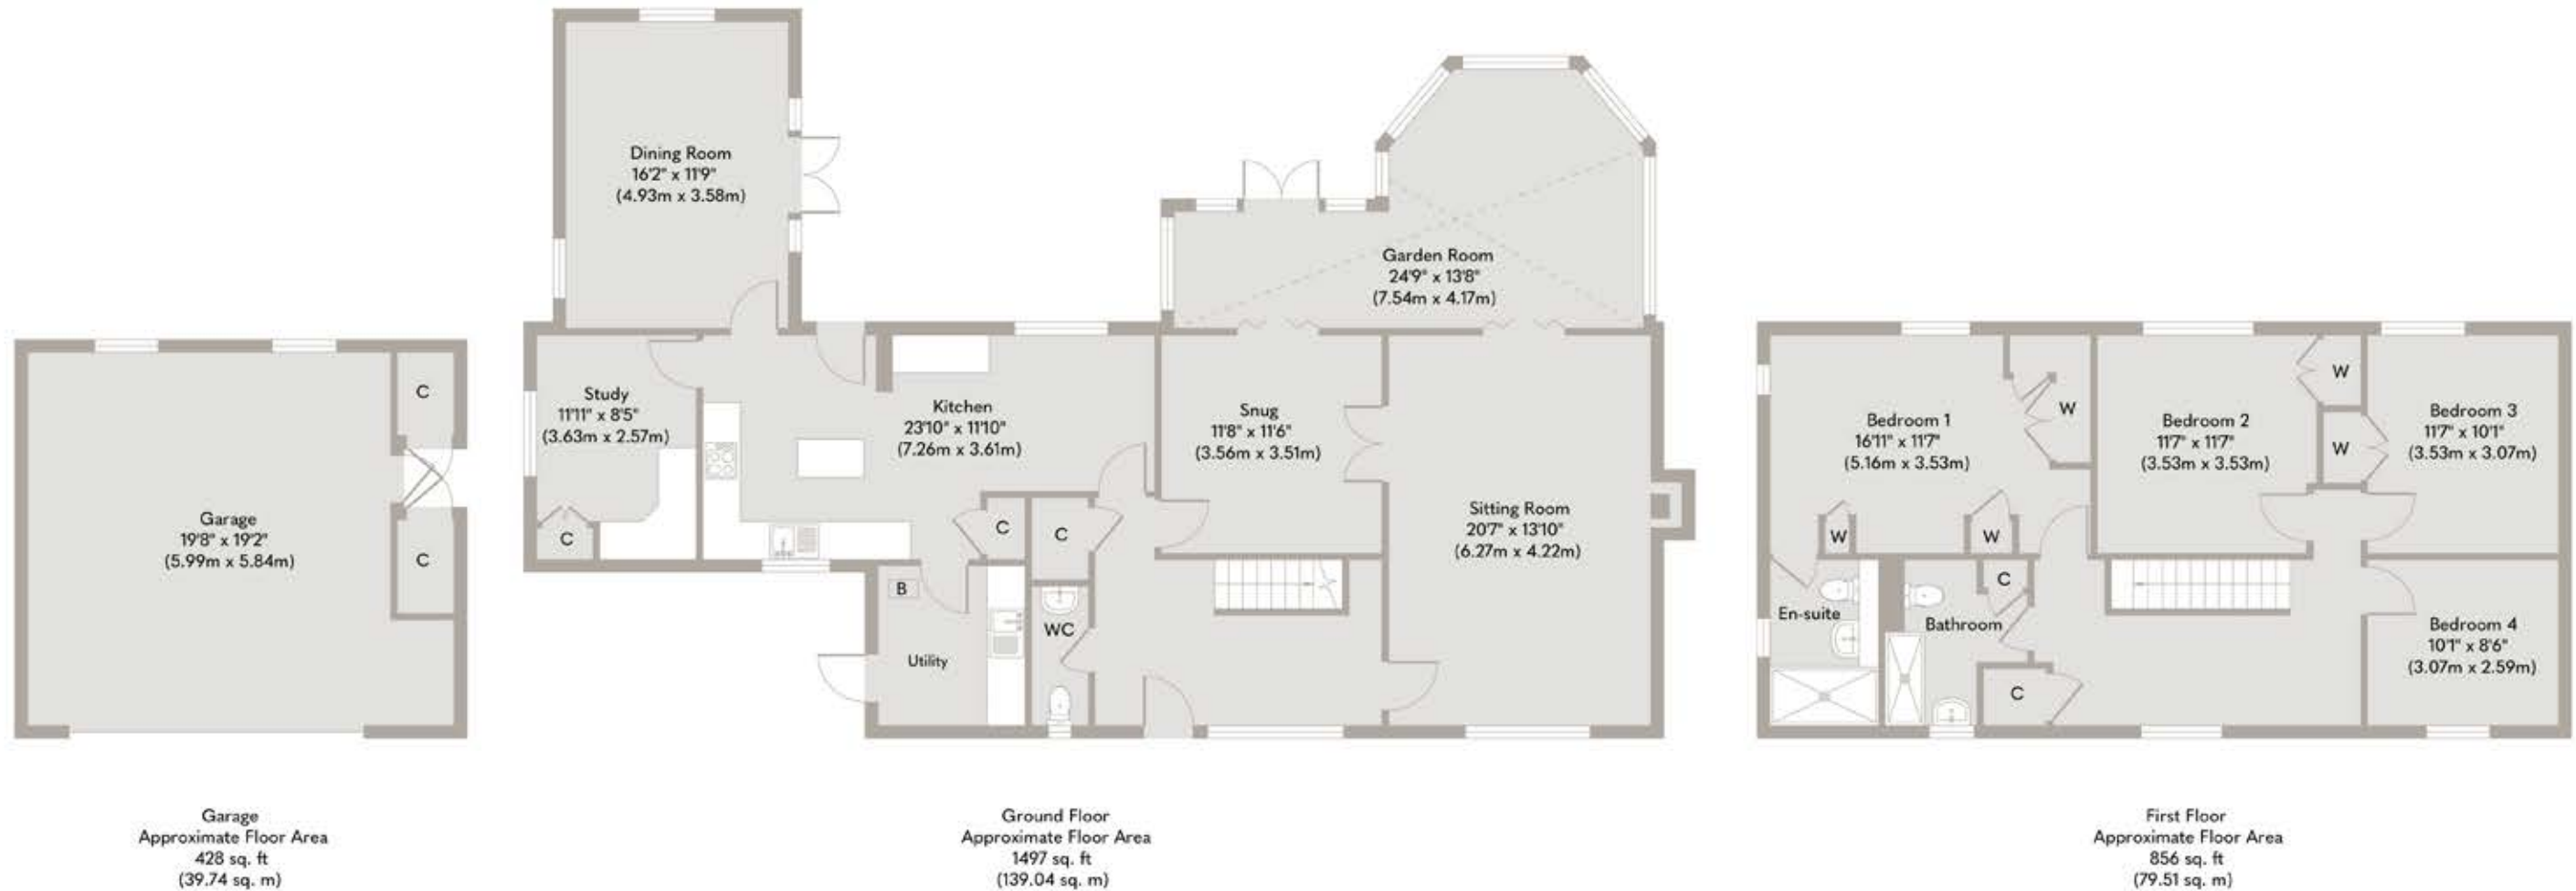 Garage
19'8" x 19'2"
(5.99m x 5.84m)
C
C
Garage
Approximate Floor Area
428 sq. ft
(39.74 sq. m)
Dining Room
16'2" x 11'9"
(4.93m x 3.58m)
Study
11'11" x 8'5"
(3.63m x 2.57m)
C
Kitchen
23'10" x 11'10"
(7.26m x 3.61m)
C
C
B
Utility
WC
Snug
11'8" x 11'6"
(3.56m x 3.51m)
Garden Room
24'9" x 13'8"
(7.54m x 4.17m)
Sitting Room
20'7" x 13'10"
(6.27m x 4.22m)
Ground Floor
Approximate Floor Area
1497 sq. ft
(139.04 sq. m)
Bedroom 1
16'11" x 11'7"
(5.16m x 3.53m)
W
W
W
Bedroom 2
11'7" x 11'7"
(3.53m x 3.53m)
W
W
Bedroom 3
11'7" x 10'1"
(3.53m x 3.07m)
En-suite
Bathroom
C
C
Bedroom 4
10'1" x 8'6"
(3.07m x 2.59m)
First Floor
Approximate Floor Area
856 sq. ft
(79.51 sq. m)